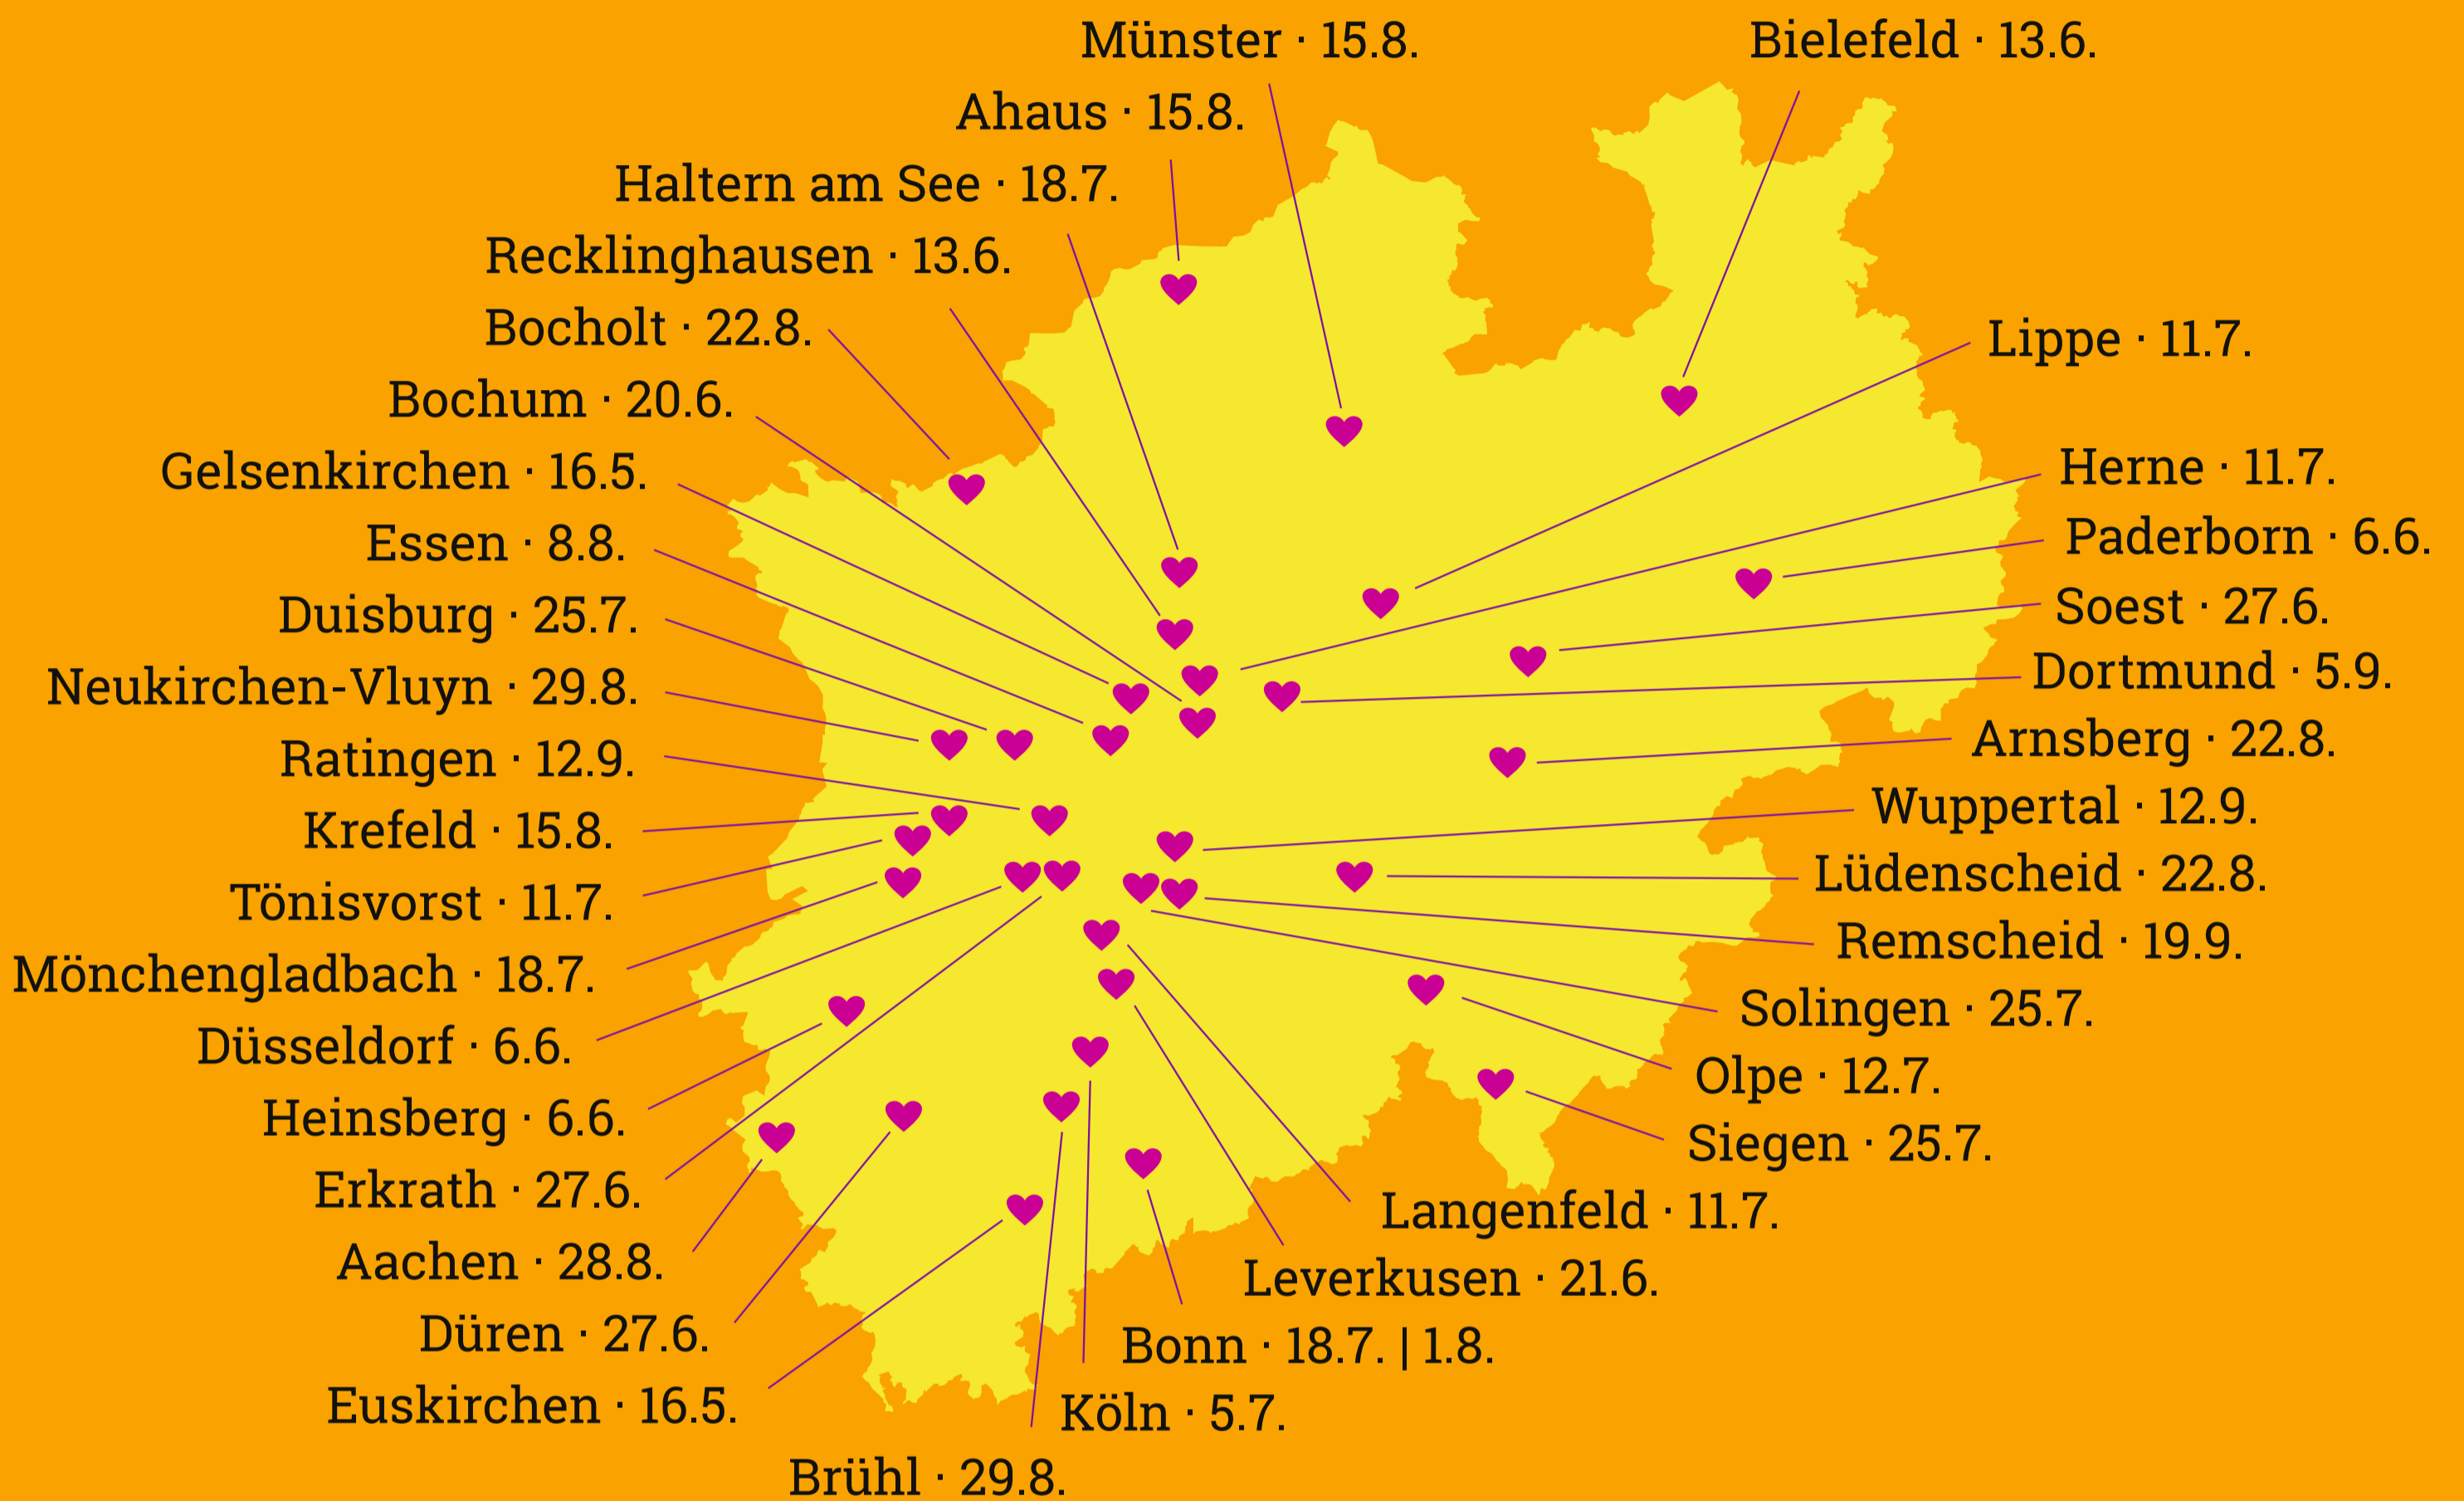 Münster · 15.8.
Bielefeld · 13.6.
Ahaus · 15.8.
Haltern am See · 18.7.
Recklinghausen · 13.6.
Bocholt · 22.8.
Bochum · 20.6.
Gelsenkirchen · 16.5.
Essen · 8.8.
Duisburg · 25.7.
Neukirchen-Vluyn · 29.8.
Ratingen · 12.9.
Krefeld · 15.8.
Tönisvorst · 11.7.
Mönchengladbach · 18.7.
Düsseldorf · 6.6.
Heinsberg · 6.6.
Erkrath · 27.6.
Aachen · 28.8.
Düren · 27.6.
Euskirchen · 16.5.
Brühl · 29.8.
Lippe · 11.7.
Herne · 11.7.
Paderborn · 6.6.
Soest · 27.6.
Dortmund · 5.9.
Arnsberg · 22.8.
Wuppertal · 12.9.
Lüdenscheid · 22.8.
Remscheid · 19.9.
Solingen · 25.7.
Olpe · 12.7.
Siegen · 25.7.
Langenfeld · 11.7.
Leverkusen · 21.6.
Bonn · 18.7. | 1.8.
Köln · 5.7.